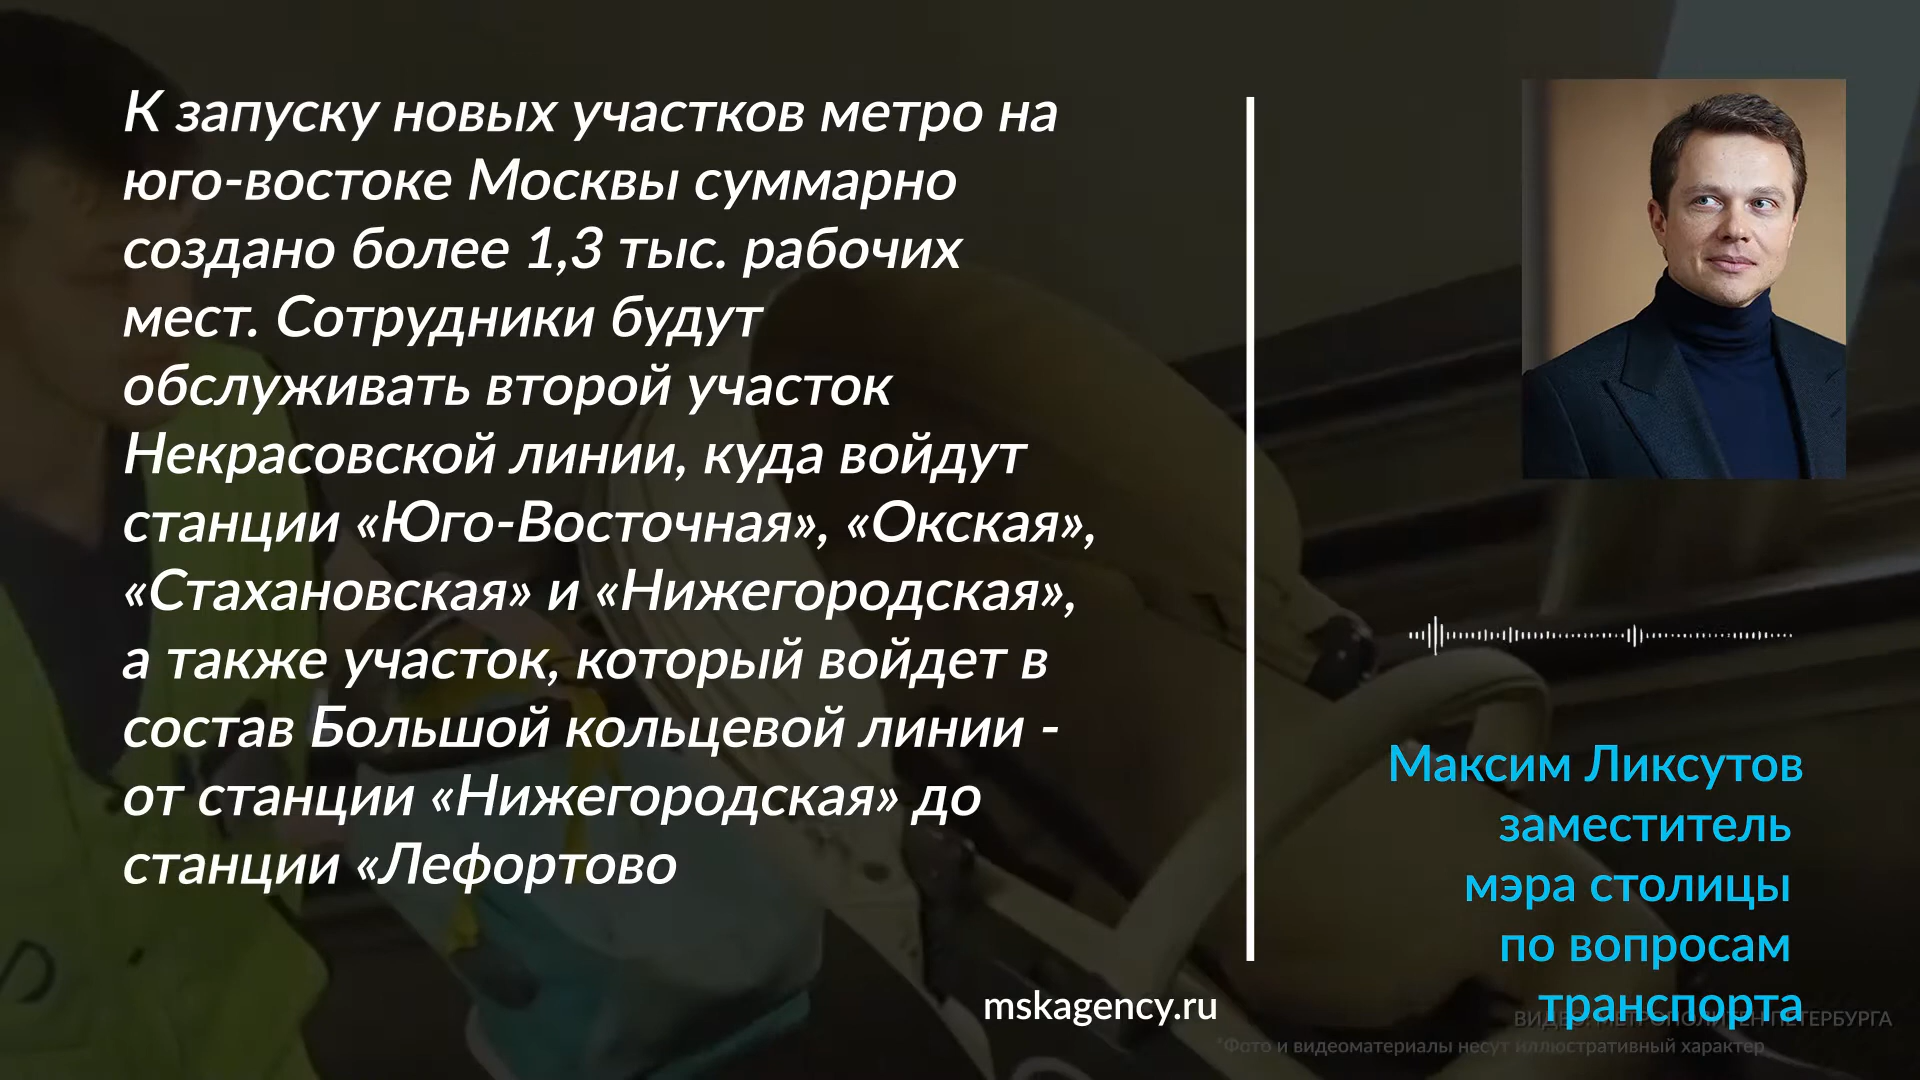 К запуску новых участков метро на
юго-востоке Москвы суммарно
создано более 1,3 тыс. рабочих
мест. Сотрудники будут
обслуживать второй участок
Некрасовской линии, куда войдут
станции «Юго-Восточная», «Окская»,
«Стахановская» и «Нижегородская»,
а также участок, который войдет в
состав Большой кольцевой линии -
от станции «Нижегородская» до
станции «Лефортово
Максим Ликсутов
заместитель
мэра столицы
по вопросам
транспорта
mskagency.ru
ВИДЕО: МЕТРОПОЛИТЕН ПЕТЕРБУРГА
*Фото и видеоматериалы несут иллюстративный характер